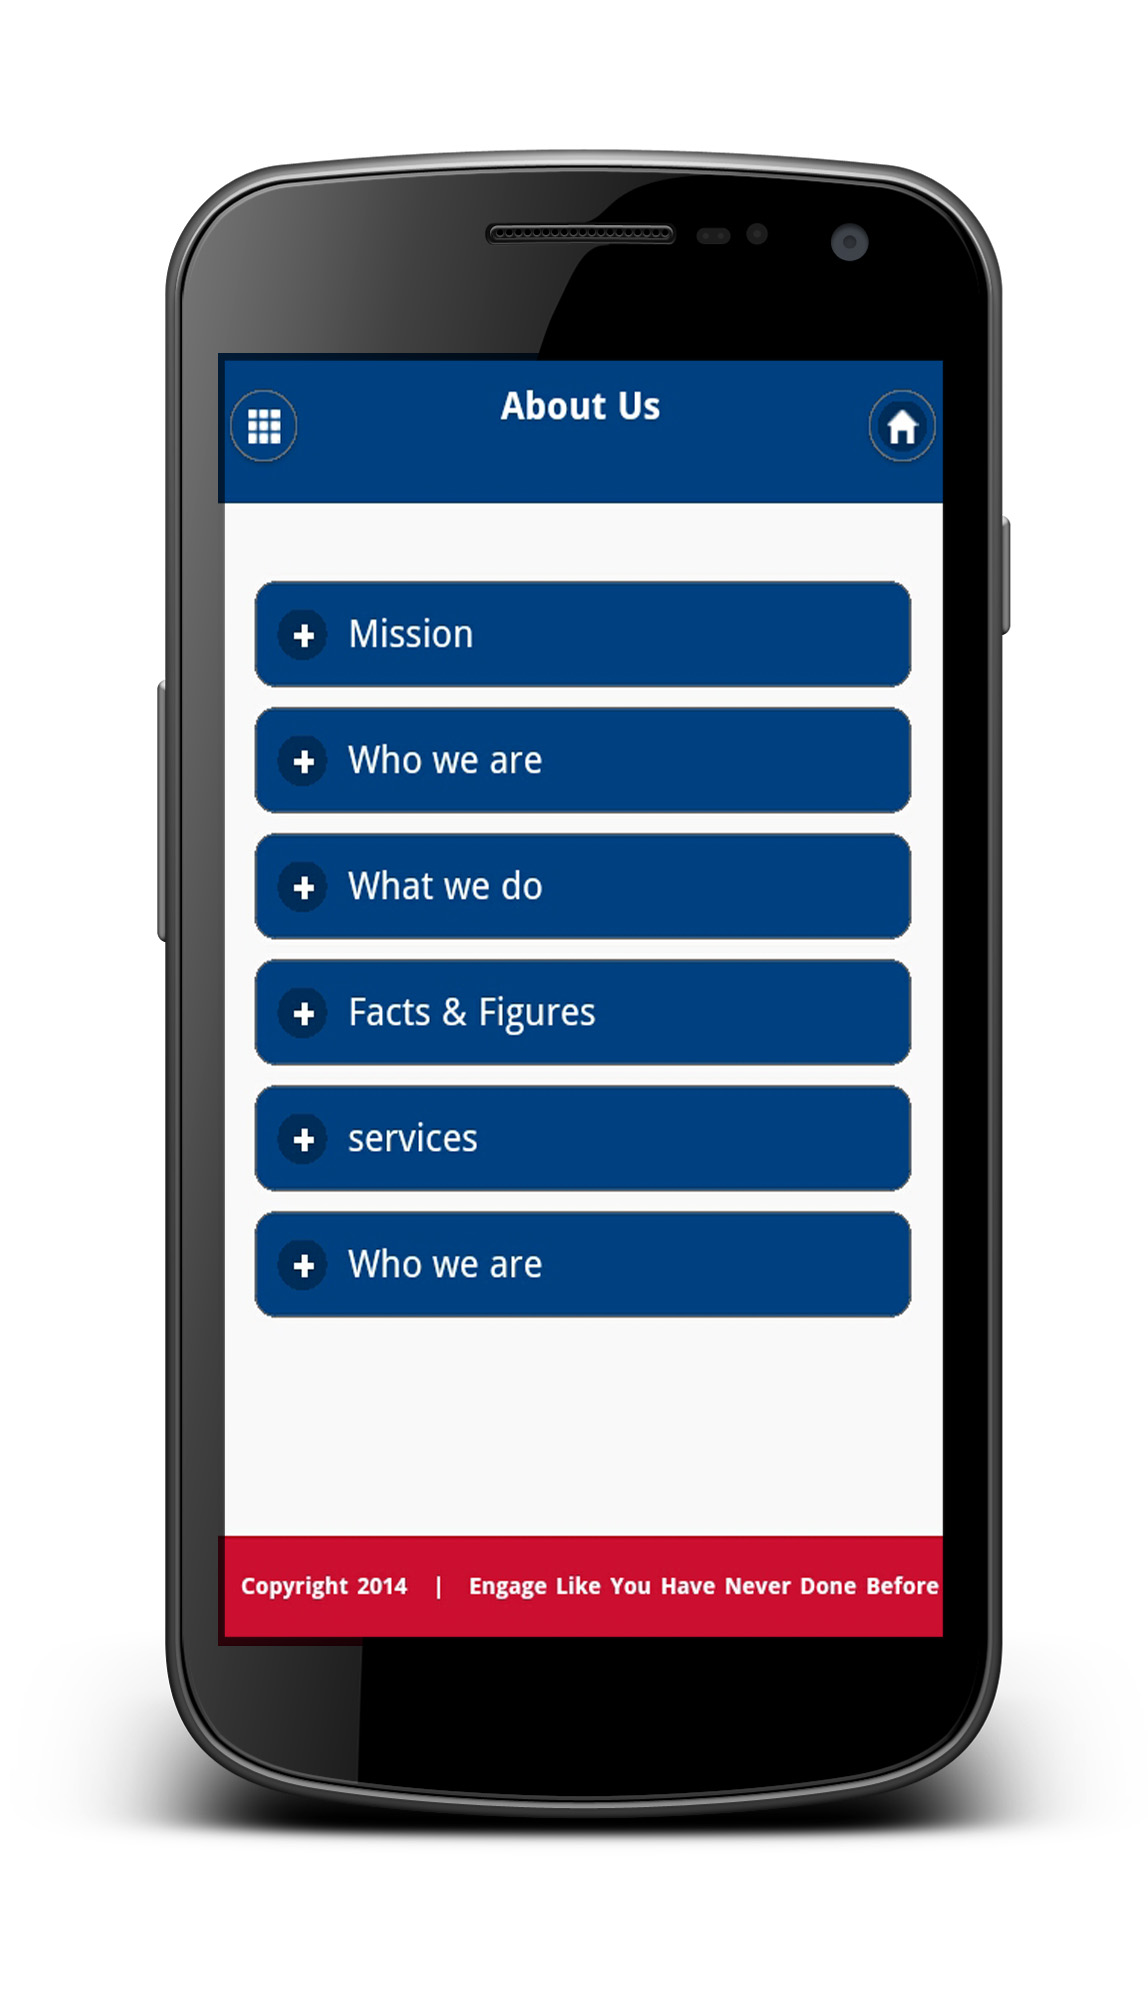 About Us
Mission
Who we are
What we do
Facts & Figures
services
Who we are
Copyright 2014 | Engage Like You Have Never Done Before